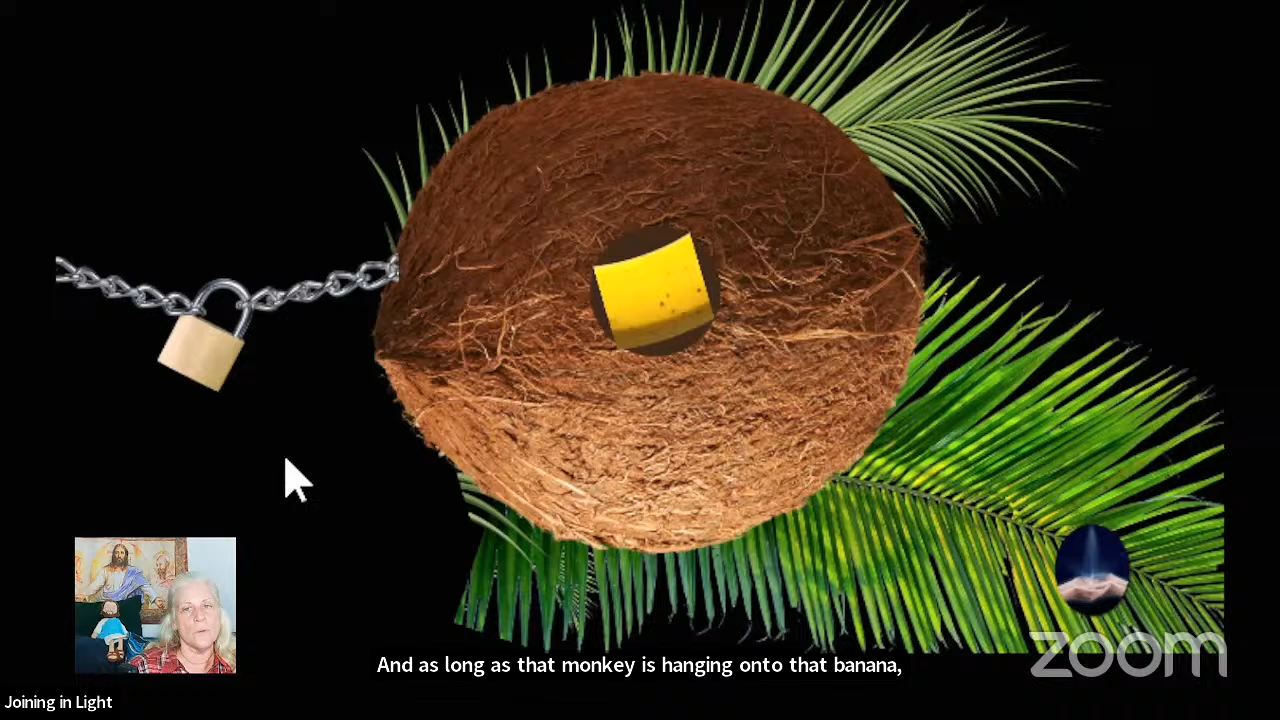 And as long as that monkey is hanging onto that banana,
zoom
Joining in Light